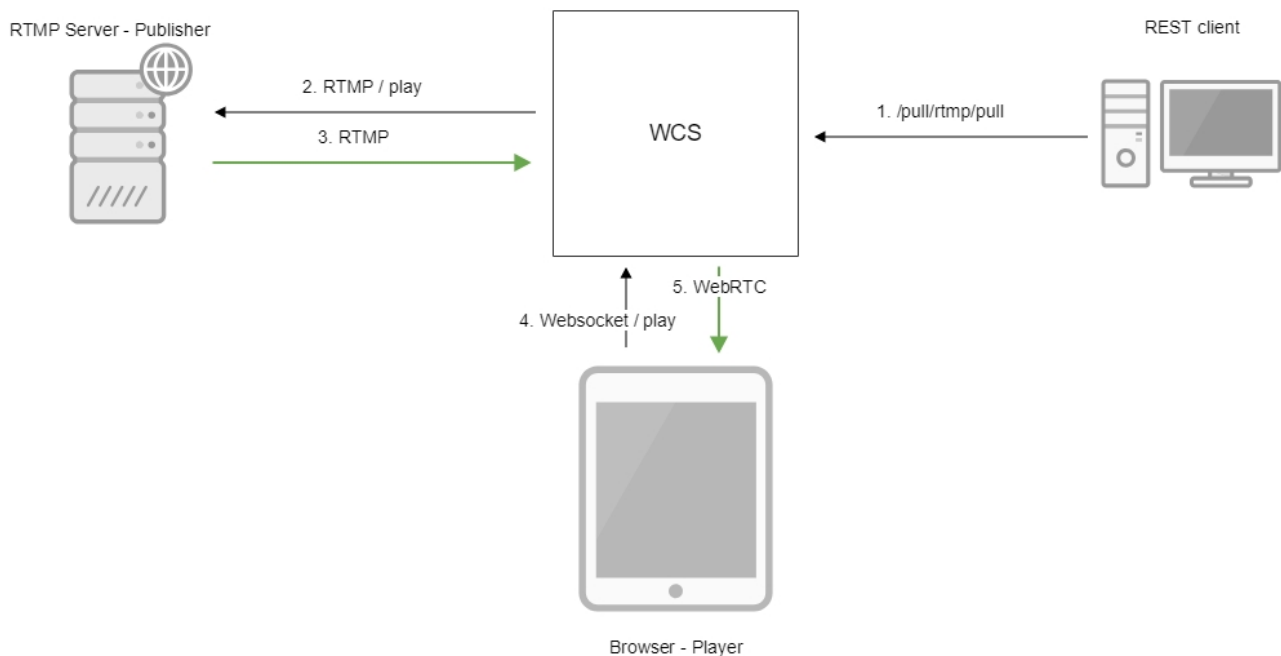 RTMP Server - Publisher
REST client
2. RTMP / play
1. /pull/rtmp/pull
3. RTMP
WCS
5. WebRTC
4. Websocket / play
Browser - Player